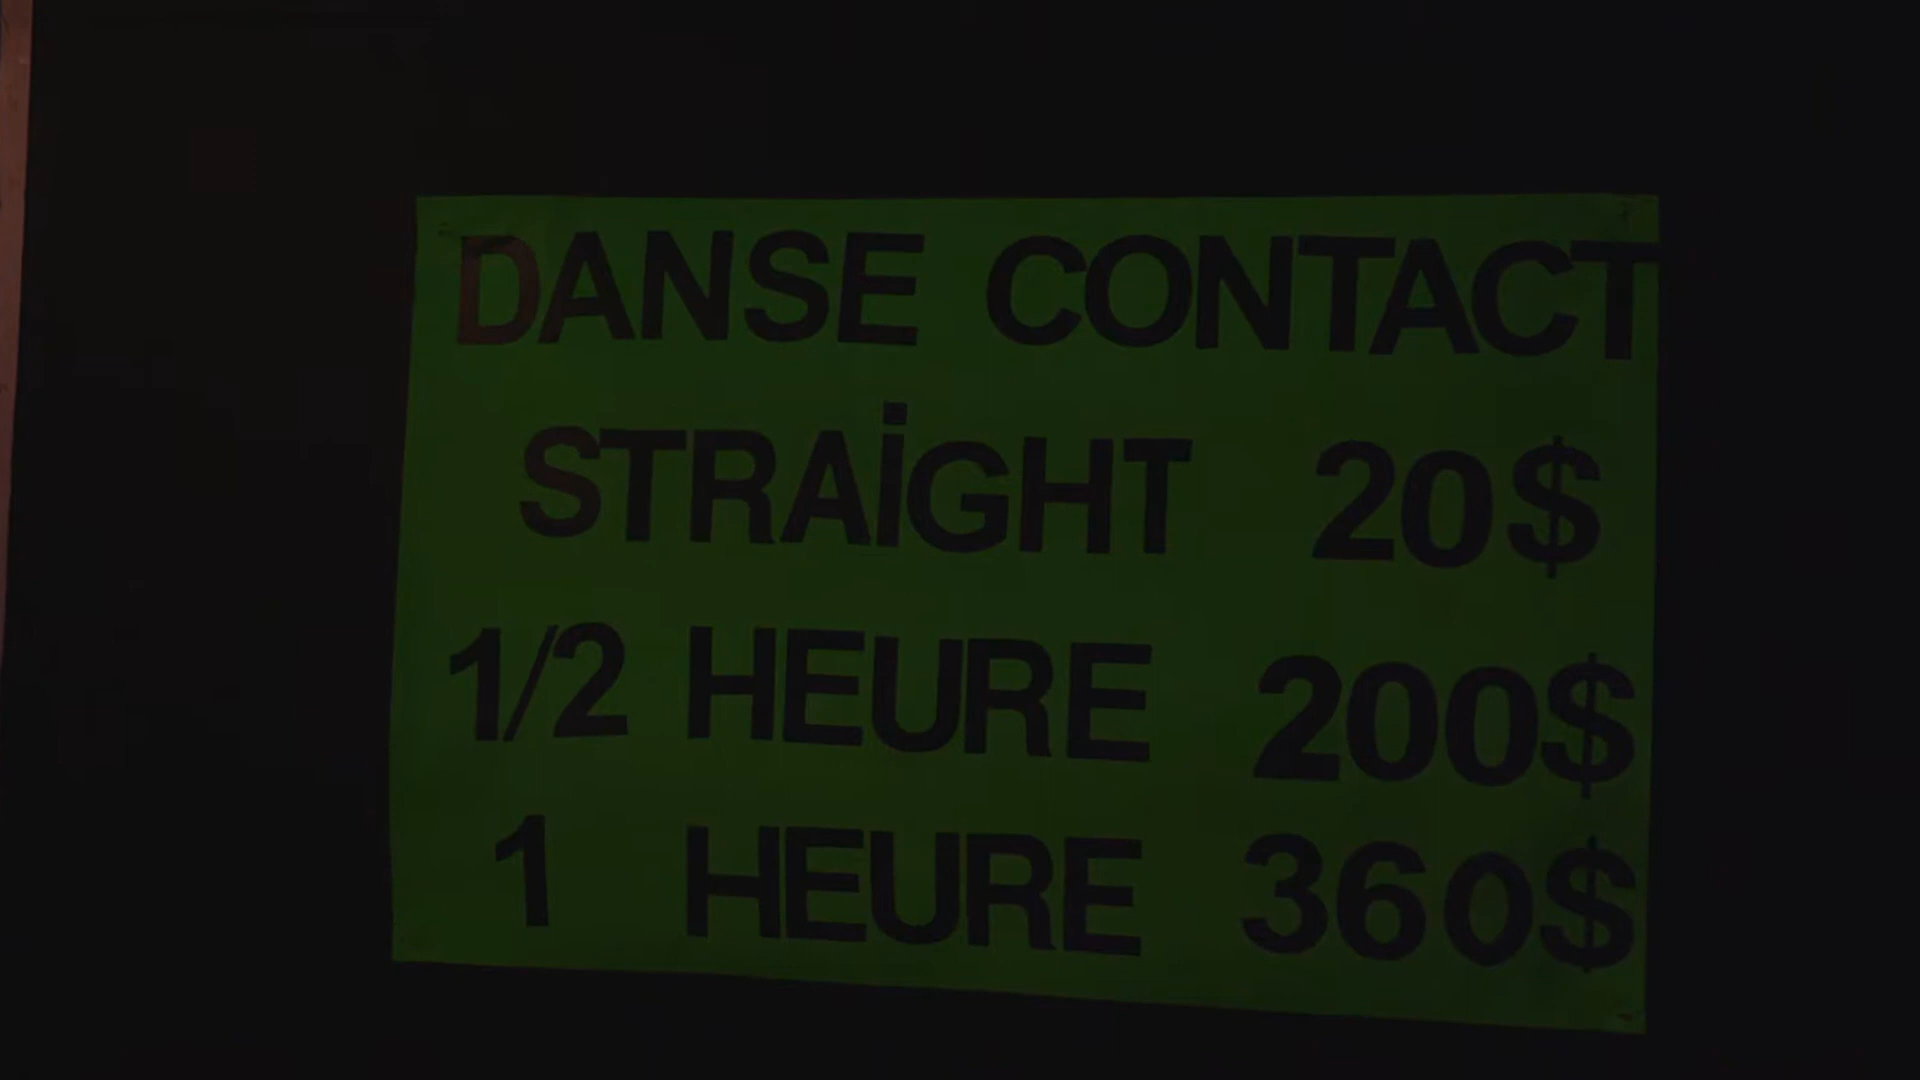 DANSE CONTACT
STRAiGHT 20$
1/2 HEURE 200$
1 HEURE 360$